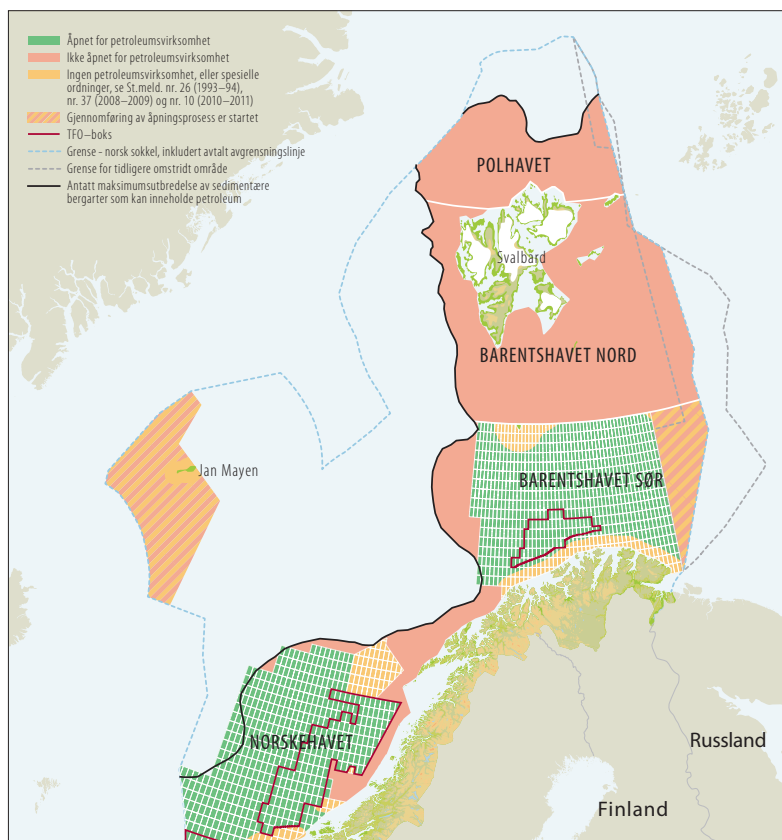 Åpnet for petroleumsvirksomhet
Ikke åpnet for petroleumsvirksomhet
Ingen petroleumsvirksomhet, eller spesielle
ordninger, se St.meld. nr. 26 (1993–94),
nr. 37 (2008–2009) og nr. 10 (2010–2011)
Gjennomføring av åpningsprosess er startet
TFO–boks
Grense - norsk sokkel, inkludert avtalt avgrensningslinje
Grense for tidligere omstridt område
Antatt maksimumsutbredelse av sedimentære
bergarter som kan inneholde petroleum
POLHAVET
Svalbard
BARENTSHAVET NORD
Jan Mayen
BARENTSHAVET SØR
NORSKEHAVET
Russland
Finland